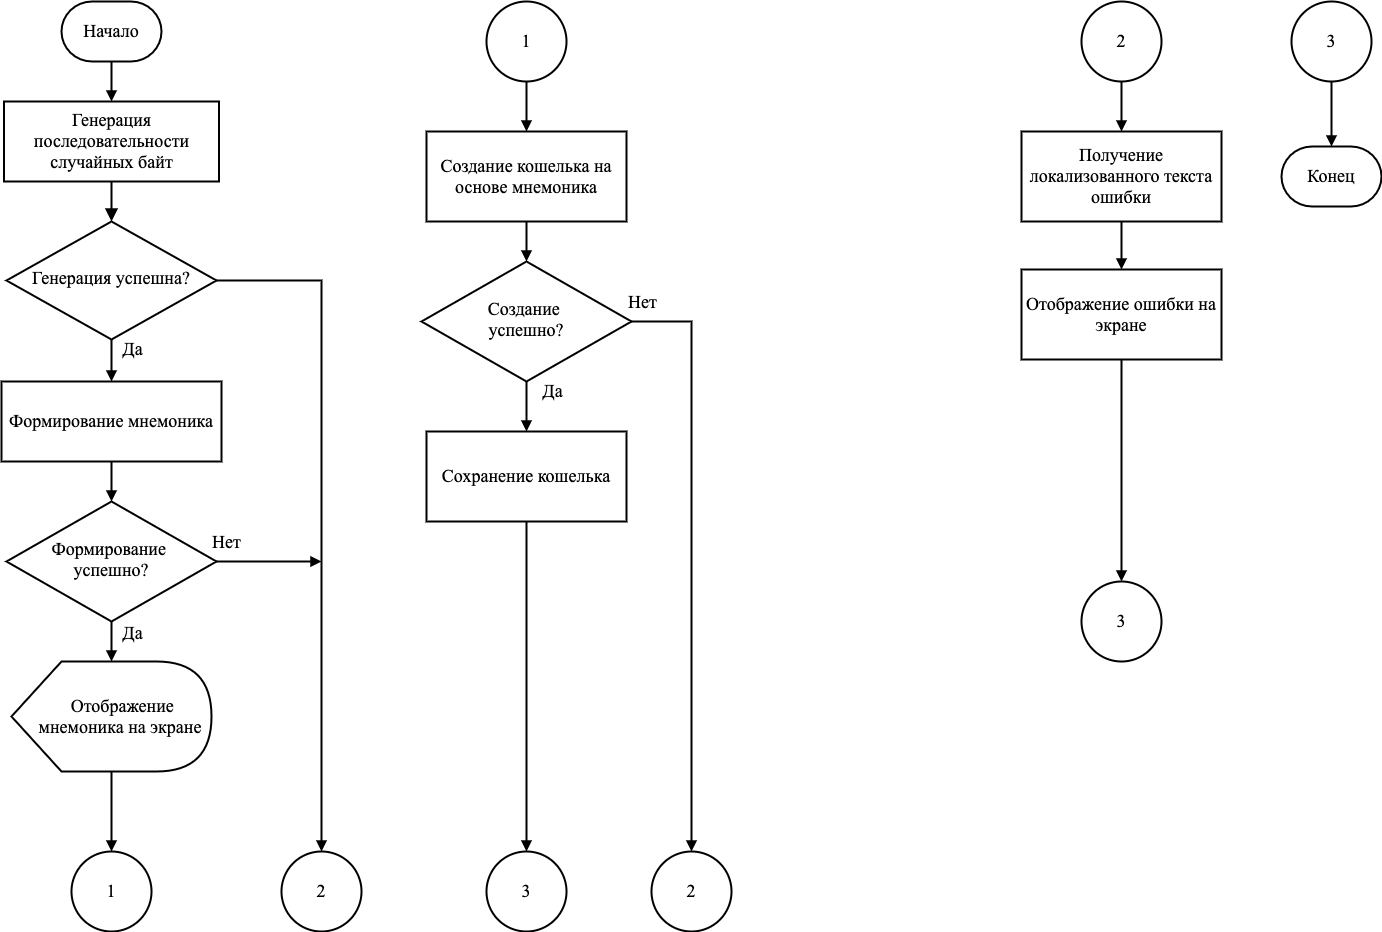 Начало
Генерация
последовательности
случайных байт
Генерация успешна?
Да
Формирование мнемоника
Формирование
успешно?
Нет
Да
Отображение
мнемоника на экране
1
2
1
Создание кошелька на
основе мнемоника
Создание
успешно?
Нет
Да
Сохранение кошелька
3
2
2
Получение
локализованного текста
ошибки
Отображение ошибки на
экране
3
3
Конец